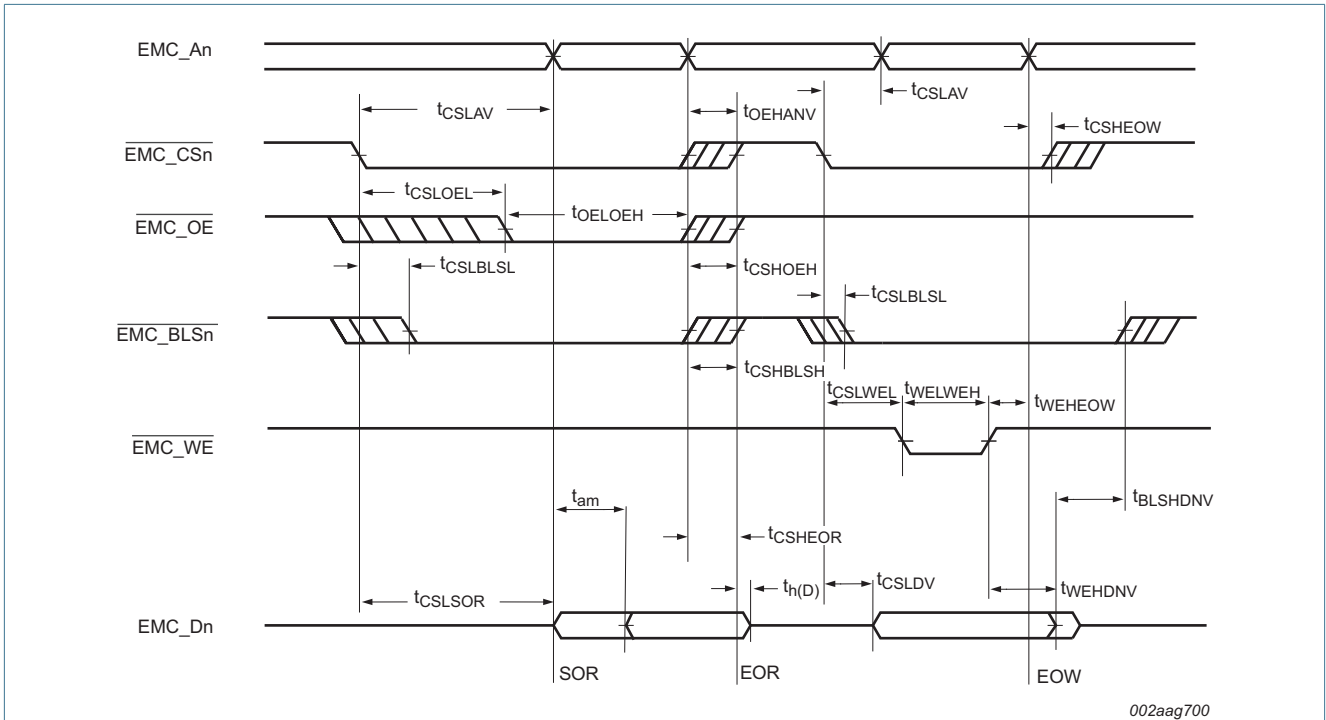 EMC_An
tCSLAV
tOEHANV
tCSLAV
tCSHEOW
EMC_CSn
tCSLOEL
tOELOEH
EMC_OE
tCSLBLSL
tCSHOEH
tCSLBLSL
EMC_BLSn
tCSHBLSH
tCSLWEL
tWELWEH
tWEHEOW
EMC_WE
tam
tBLSHDNV
tCSHEOR
tCSLSOR
th(D)
tCSLDV
tWEHDNV
EMC_Dn
SOR
EOR
EOW
002aag700